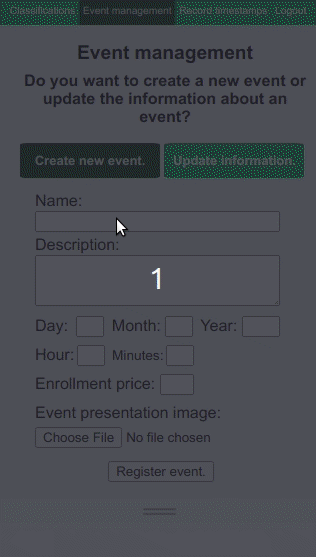 Classifications Event management Record timestamps Logout
Event management
Do you want to create a new event or
update the information about an
event?
Create new event. Update information.
Name:
Description:
1
Day: Month: Year:
Hour: Minutes:
Enrollment price:
Event presentation image:
Choose File No file chosen
Register event.